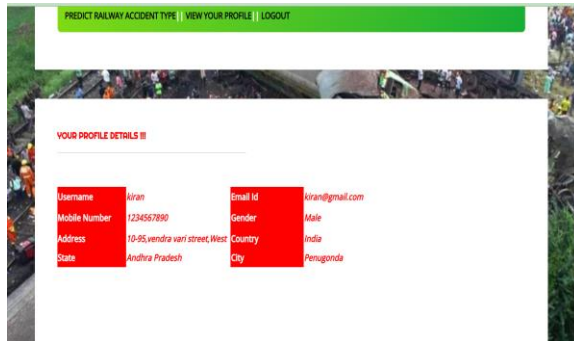 PREDICT RAILWAY ACCIDENT TYPE || VIEW YOUR PROFILE || LOGOUT
YOUR PROFILE DETAILS !!!
Username kiran Email Id kiran@gmail.com
Mobile Number 1234567890 Gender Male
Address 10-95,vendra vari street,West Country India
State Andhra Pradesh City Penugonda